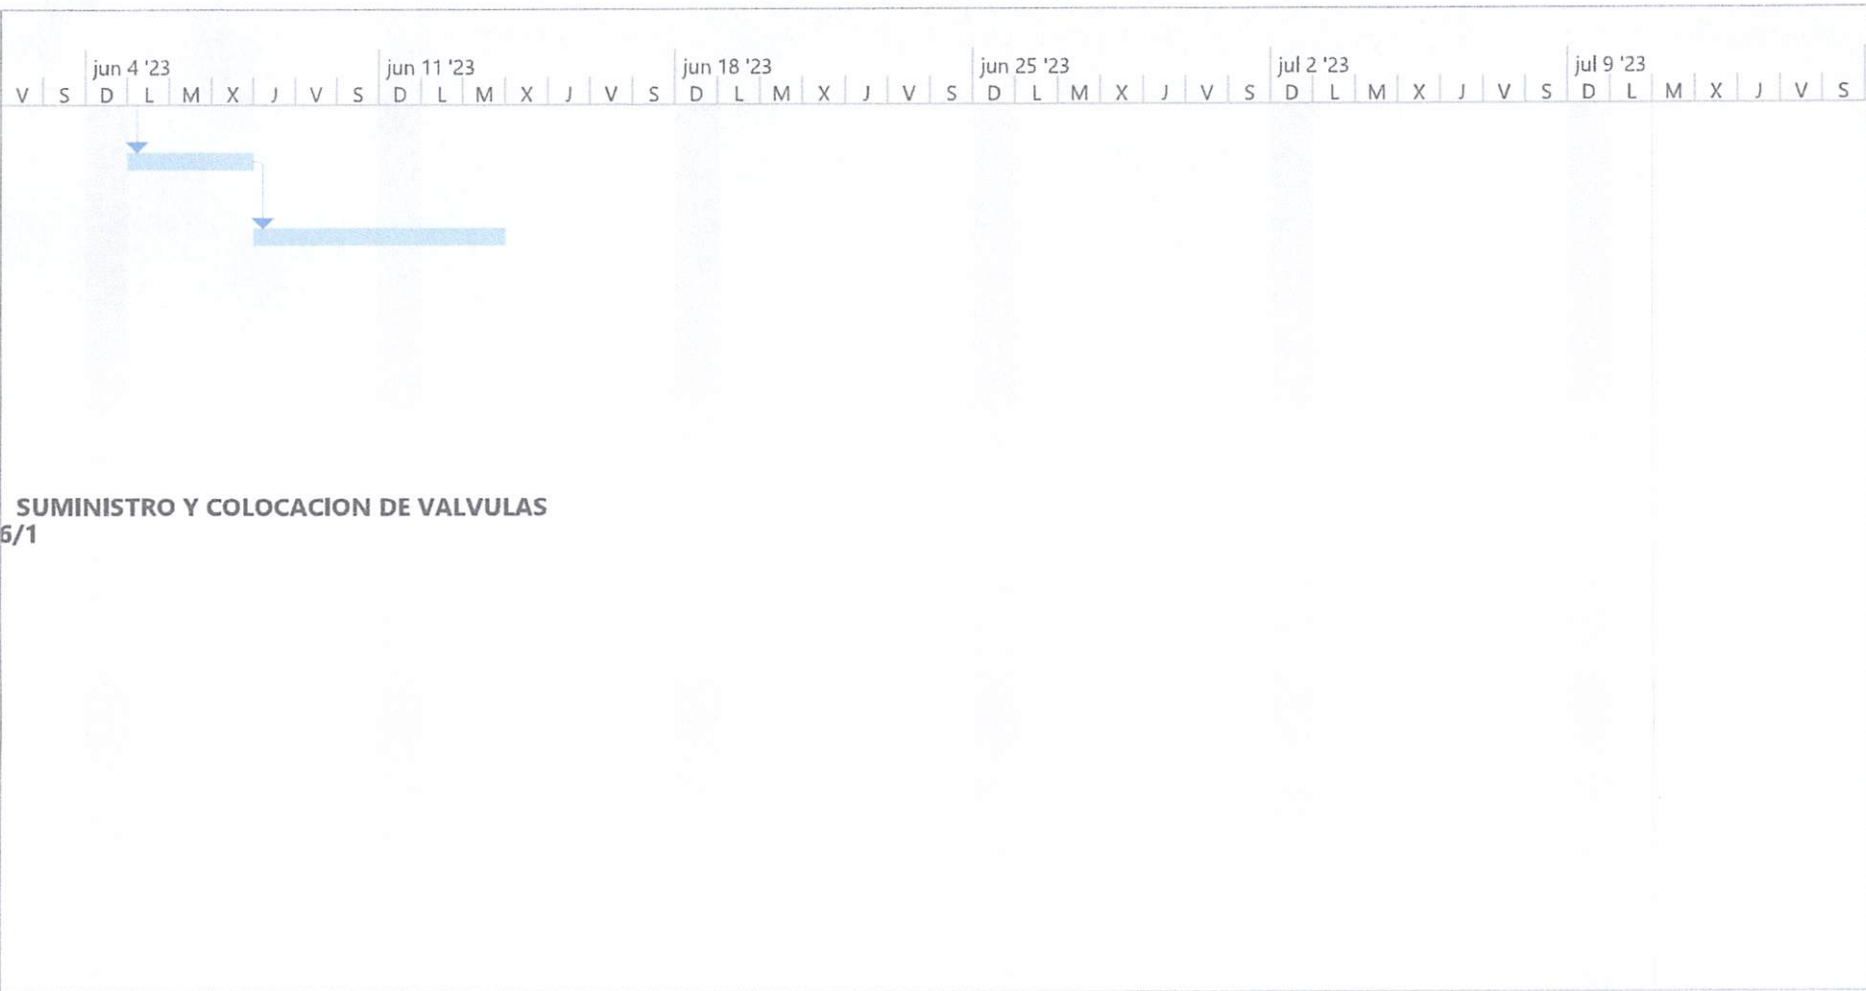 jun 4 '23 jun 11 '23 jun 18 '23 jun 25 '23 jul 2 '23 jul 9 '23
V S D L M X J V S D L M X J V S D L M X J V S D L M X J V S D L M X J V S D L M X J V S
SUMINISTRO Y COLOCACION DE VALVULAS
6/1